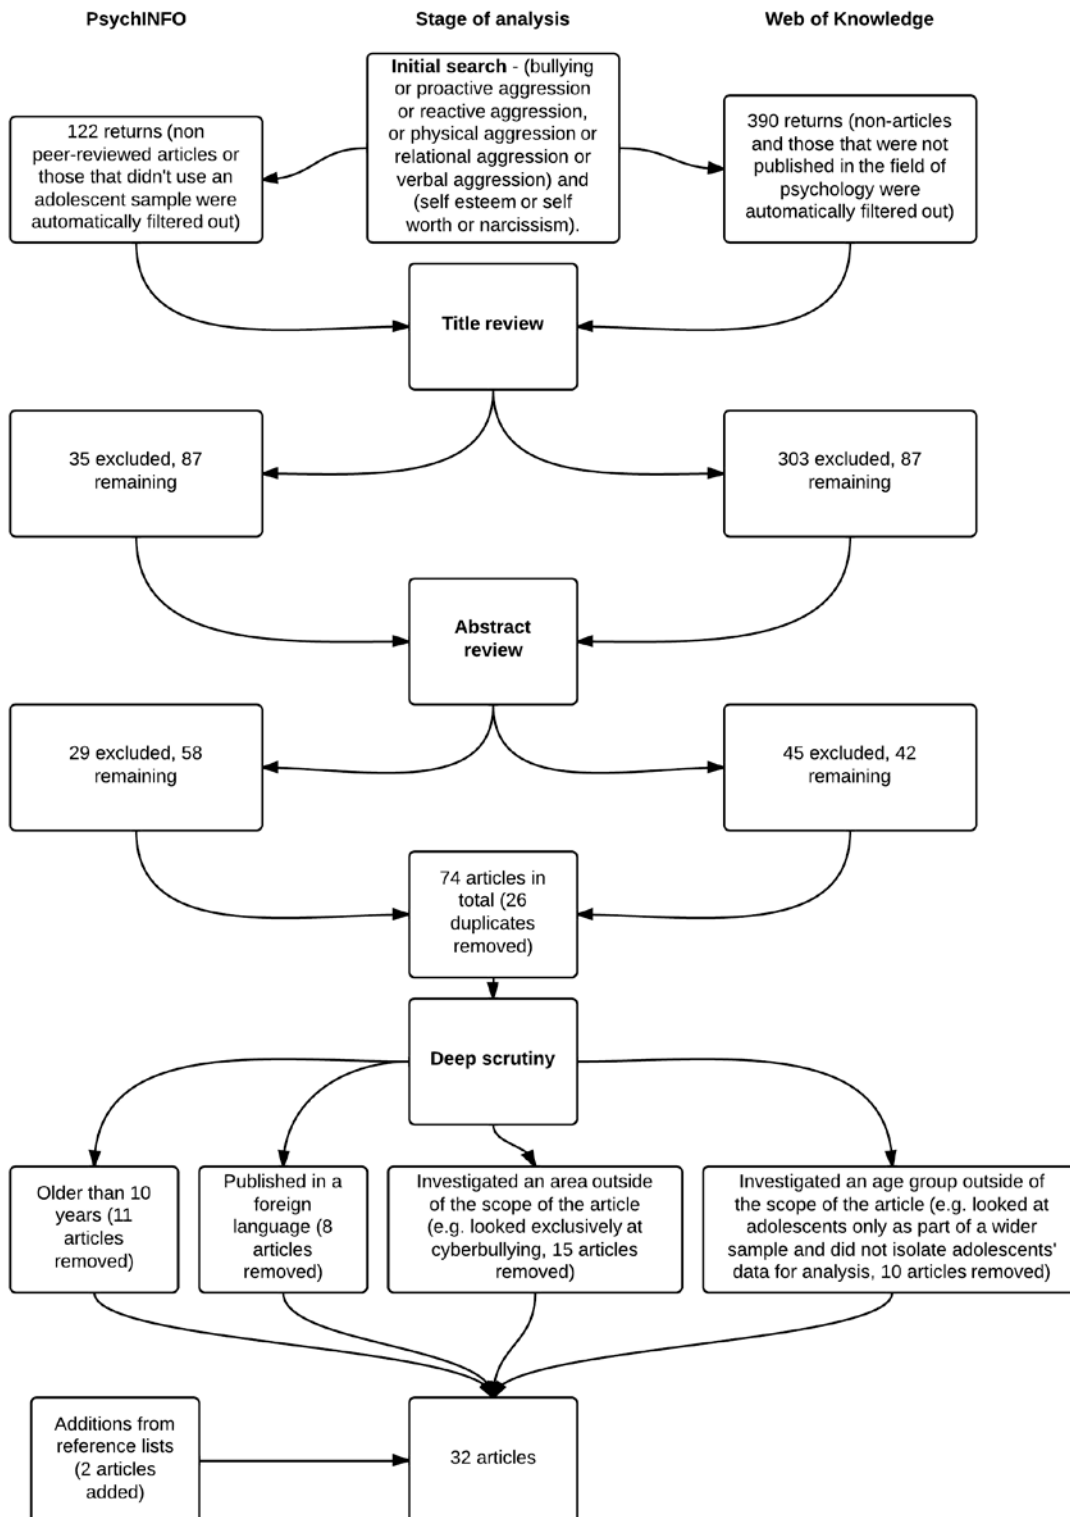 PsychINFO
Stage of analysis
Web of Knowledge
Initial search - (bullying
or proactive aggression
or reactive aggression,
or physical aggression or
relational aggression or
verbal aggression) and
(self esteem or self
worth or narcissism).
122 returns (non
peer-reviewed articles or
those that didn't use an
adolescent sample were
automatically filtered out)
390 returns (non-articles
and those that were not
published in the field of
psychology were
automatically filtered out)
Title review
35 excluded, 87
remaining
303 excluded, 87
remaining
Abstract
review
29 excluded, 58
remaining
45 excluded, 42
remaining
74 articles in
total (26
duplicates
removed)
Deep scrutiny
Older than 10
years (11
articles
removed)
Published in a
foreign
language (8
articles
removed)
Investigated an area outside
of the scope of the article
(e.g. looked exclusively at
cyberbullying, 15 articles
removed)
Investigated an age group outside
of the scope of the article (e.g. looked at
adolescents only as part of a wider
sample and did not isolate adolescents'
data for analysis, 10 articles removed)
Additions from
reference lists
(2 articles
added)
32 articles